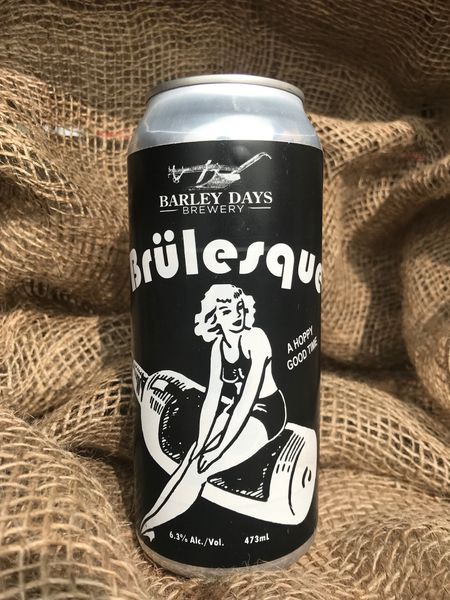 BARLEY DAYS
BREWERY
Brülesque
A HOPPY
GOOD TIME
6.3% Alc./Vol. 473mL